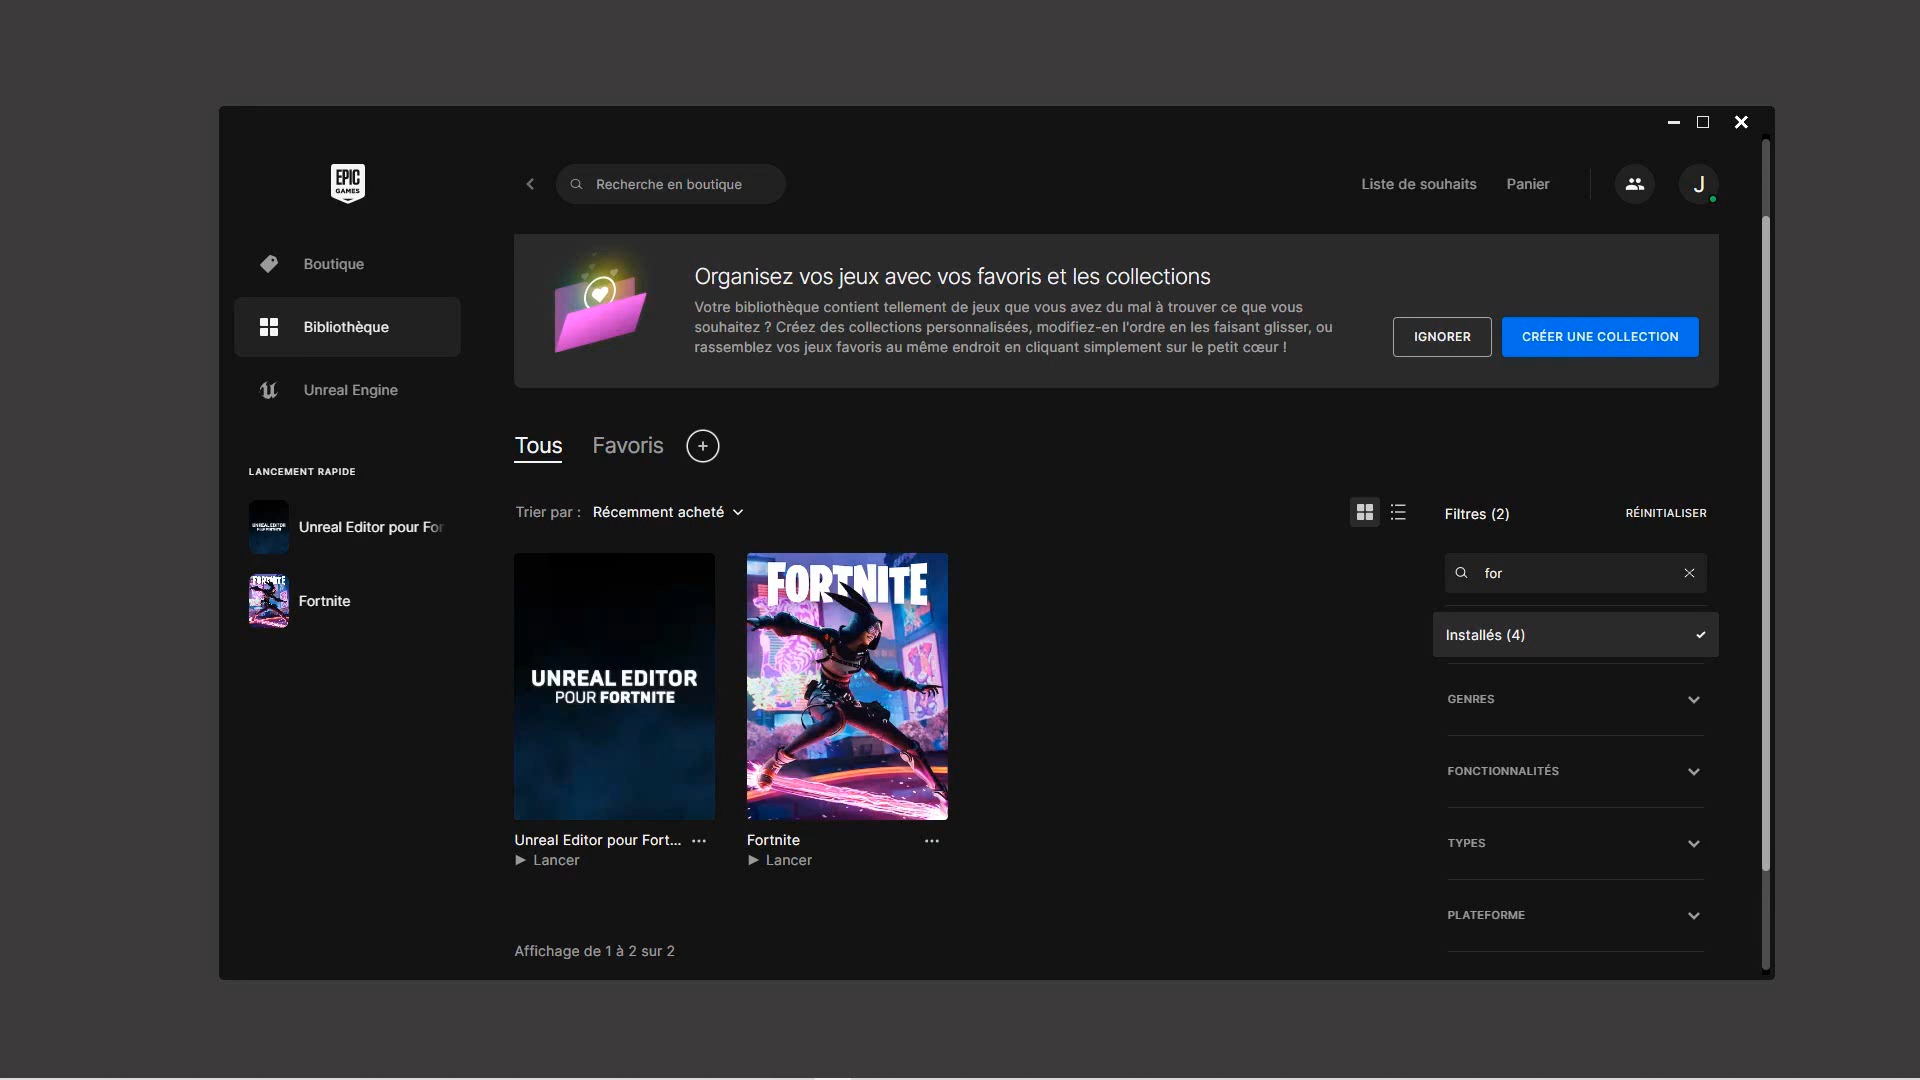 EPIC
GAMES
Recherche en boutique
Liste de souhaits
Panier
J
Boutique
Bibliothèque
Unreal Engine
LANCEMENT RAPIDE
UNREAL EDITOR
POUR FORTNITE
Unreal Editor pour For
FORTNITE
Fortnite
Organisez vos jeux avec vos favoris et les collections
Votre bibliothèque contient tellement de jeux que vous avez du mal à trouver ce que vous
souhaitez ? Créez des collections personnalisées, modifiez-en l'ordre en les faisant glisser, ou
rassemblez vos jeux favoris au même endroit en cliquant simplement sur le petit cœur !
IGNORER
CRÉER UNE COLLECTION
Tous
Favoris
Trier par :
Récemment acheté
UNREAL EDITOR
POUR FORTNITE
Unreal Editor pour Fort...
Lancer
FORTNITE
Fortnite
Lancer
Affichage de 1 à 2 sur 2
Filtres (2)
RÉINITIALISER
for
Installés (4)
GENRES
FONCTIONNALITÉS
TYPES
PLATEFORME